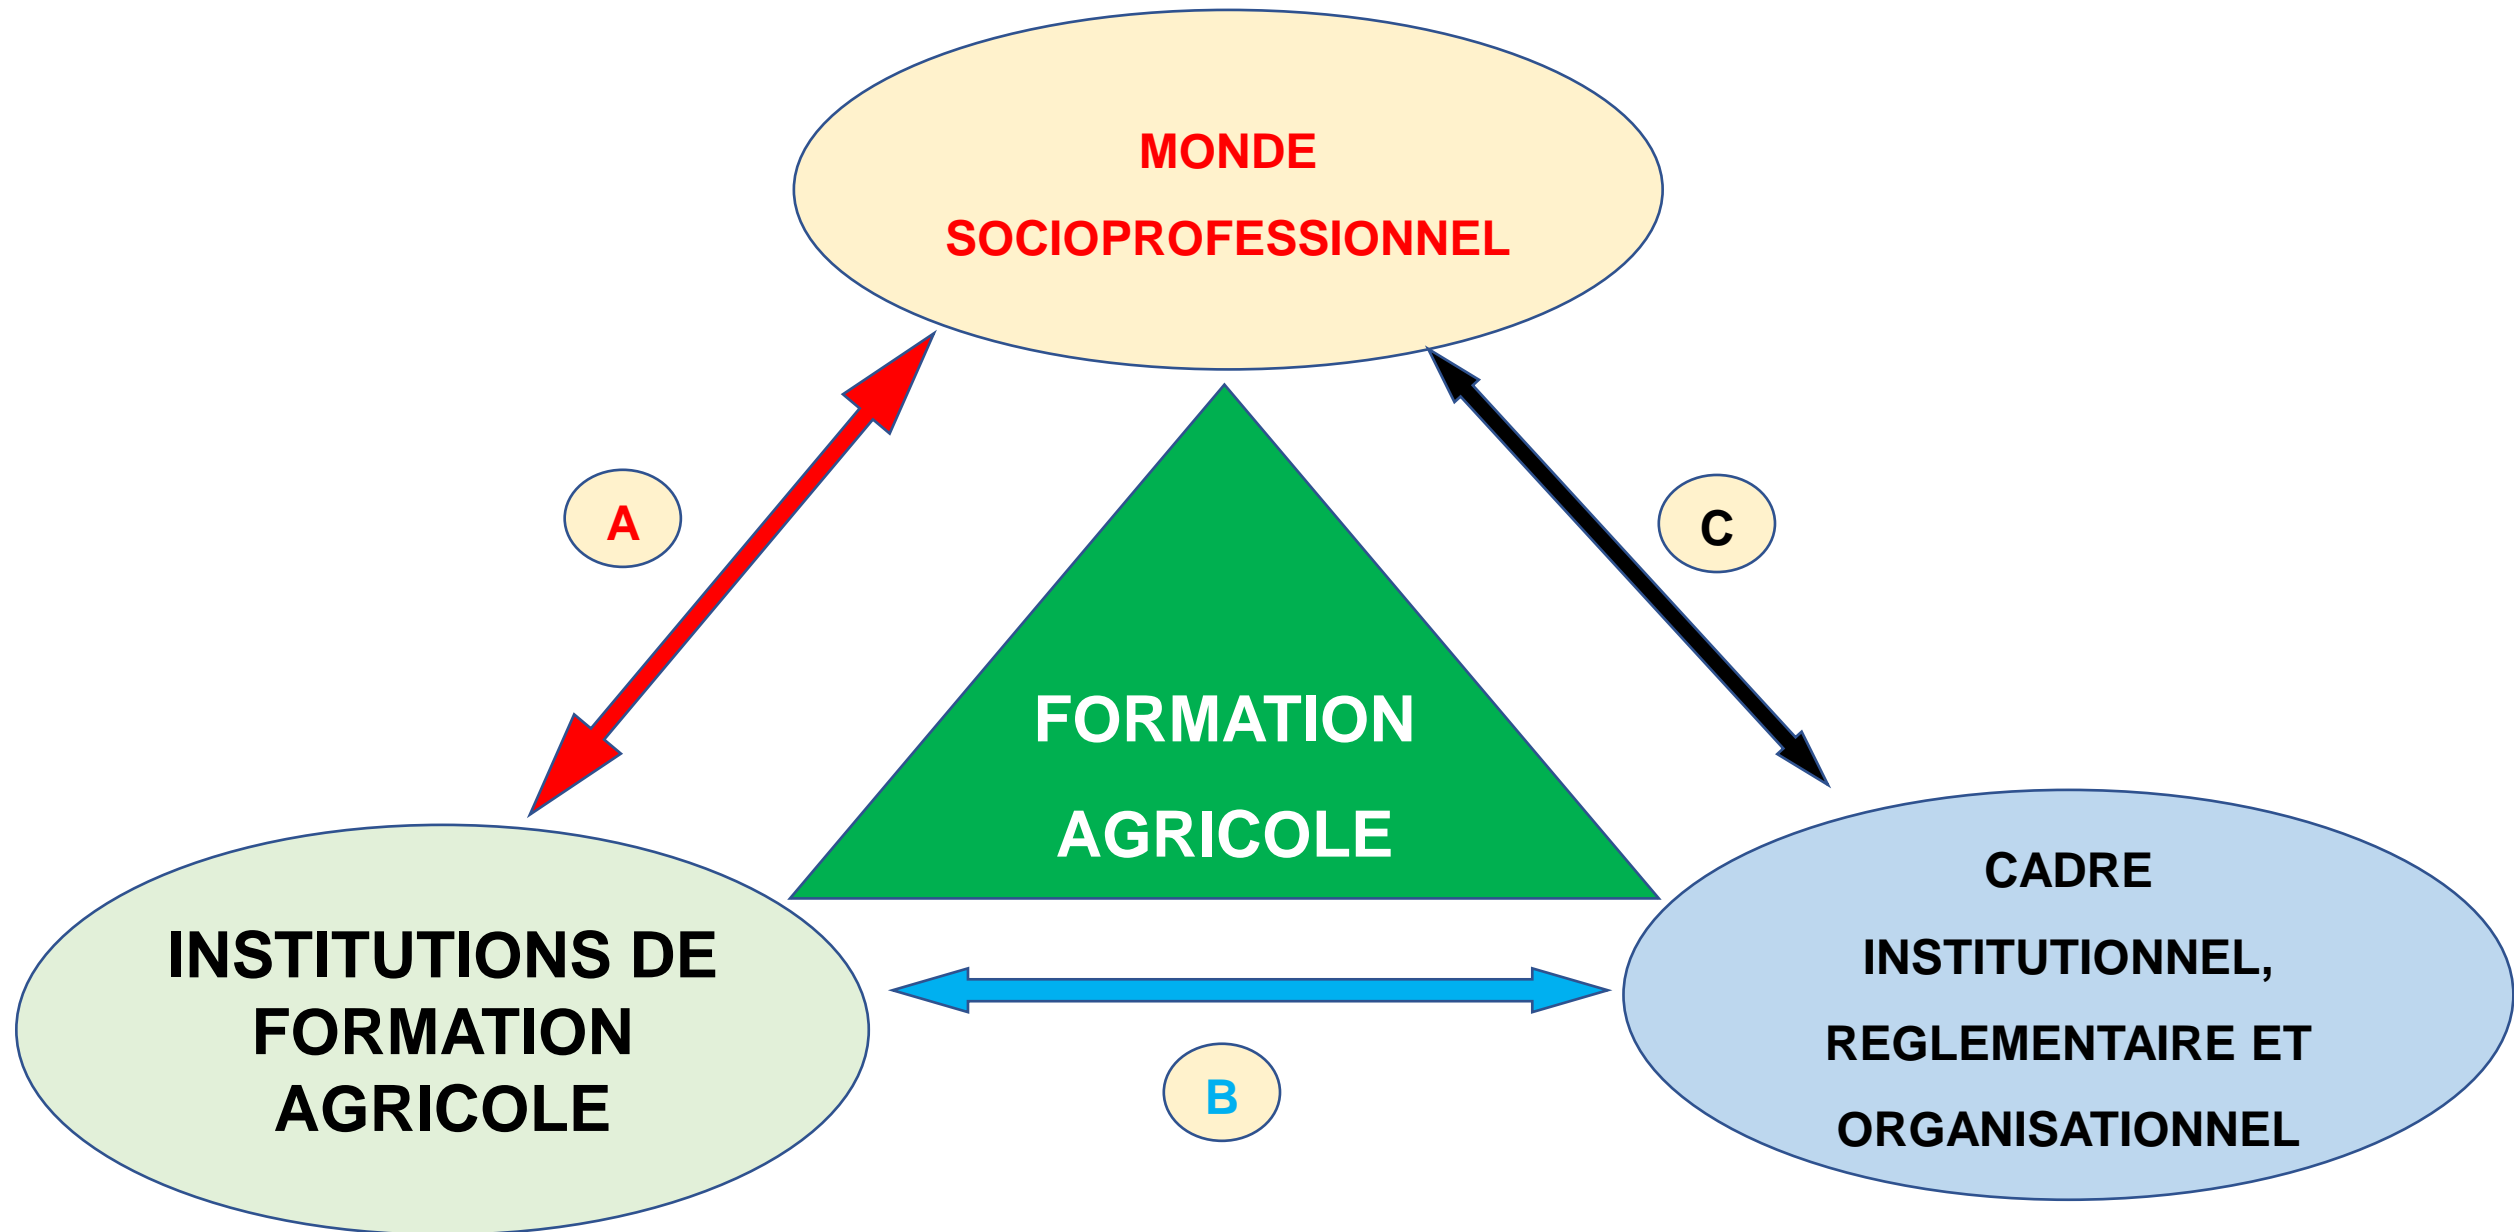 MONDE
SOCIOPROFESSIONNEL
A
C
FORMATION
AGRICOLE
INSTITUTIONS DE
FORMATION
AGRICOLE
CADRE
INSTITUTIONNEL,
REGLEMENTAIRE ET
ORGANISATIONNEL
B